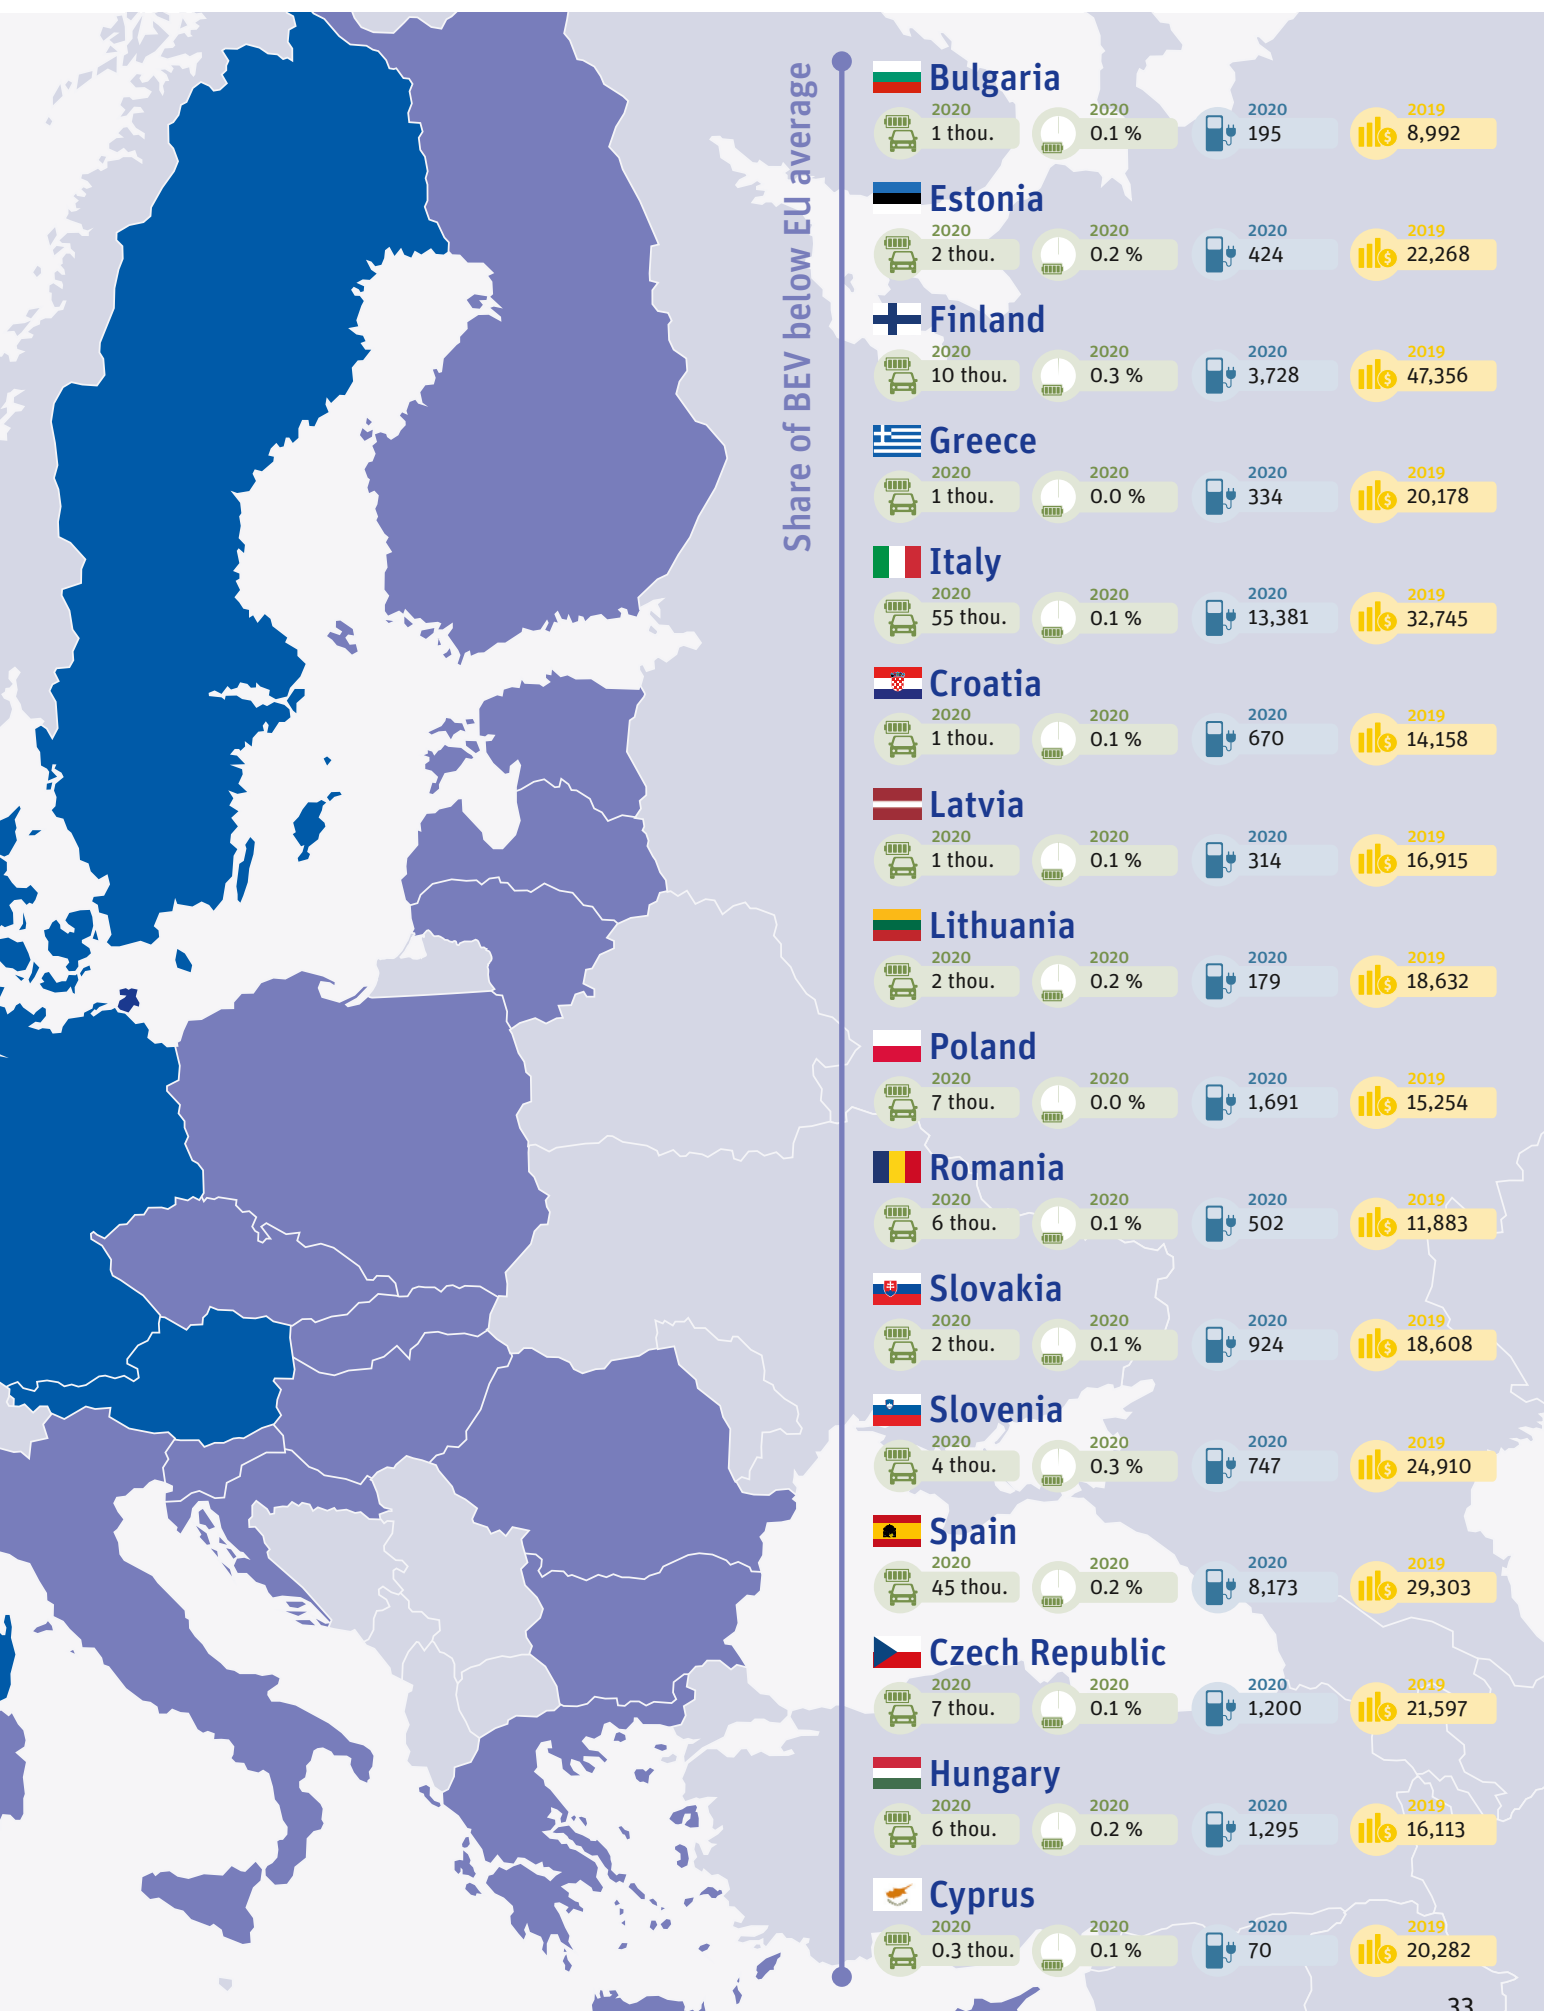 Share of BEV below EU average
Bulgaria
2020 2020 2020 2019
1 thou. 0.1 % 195 8,992
Estonia
2020 2020 2020 2019
2 thou. 0.2 % 424 22,268
Finland
2020 2020 2020 2019
10 thou. 0.3 % 3,728 47,356
Greece
2020 2020 2020 2019
1 thou. 0.0 % 334 20,178
Italy
2020 2020 2020 2019
55 thou. 0.1 % 13,381 32,745
Croatia
2020 2020 2020 2019
1 thou. 0.1 % 670 14,158
Latvia
2020 2020 2020 2019
1 thou. 0.1 % 314 16,915
Lithuania
2020 2020 2020 2019
2 thou. 0.2 % 179 18,632
Poland
2020 2020 2020 2019
7 thou. 0.0 % 1,691 15,254
Romania
2020 2020 2020 2019
6 thou. 0.1 % 502 11,883
Slovakia
2020 2020 2020 2019
2 thou. 0.1 % 924 18,608
Slovenia
2020 2020 2020 2019
4 thou. 0.3 % 747 24,910
Spain
2020 2020 2020 2019
45 thou. 0.2 % 8,173 29,303
Czech Republic
2020 2020 2020 2019
7 thou. 0.1 % 1,200 21,597
Hungary
2020 2020 2020 2019
6 thou. 0.2 % 1,295 16,113
Cyprus
2020 2020 2020 2019
0.3 thou. 0.1 % 70 20,282
33